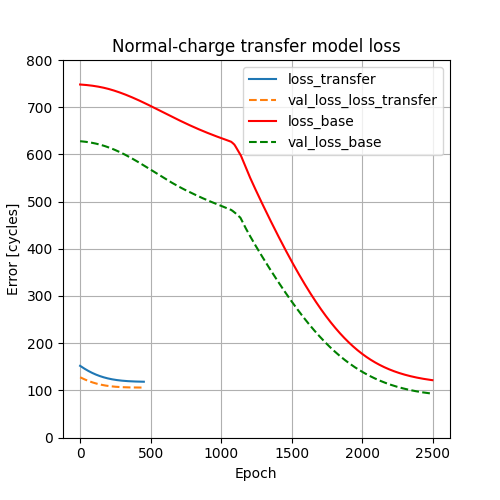 Normal-charge transfer model loss
800
700
600
500
400
300
200
100
0
Error [cycles]
loss_transfer
val_loss_loss_transfer
loss_base
val_loss_base
0
500
1000
1500
2000
2500
Epoch